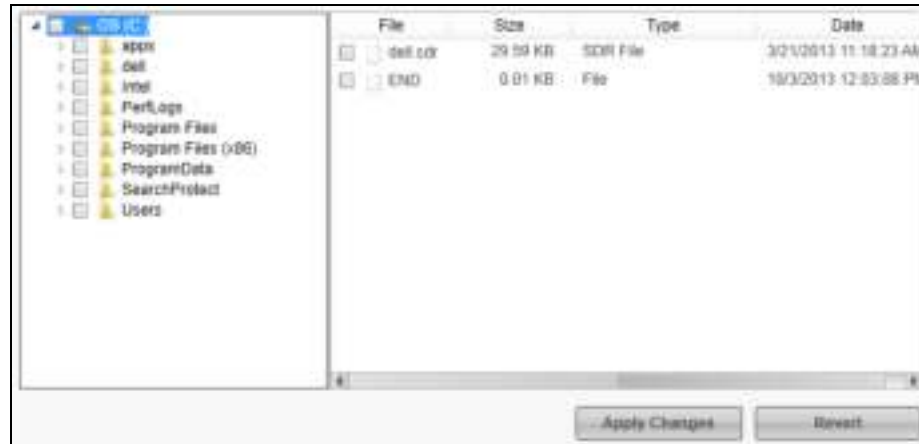 OS (C:)
apps
dell
Intel
PerfLogs
Program Files
Program Files (x86)
ProgramData
SearchProtect
Users
File Size Type Date
dell.sdr 29.59 KB SDR File 3/21/2013 11:18:23 AM
END 0.01 KB File 10/3/2013 12:03:08 PM
Apply Changes Revert